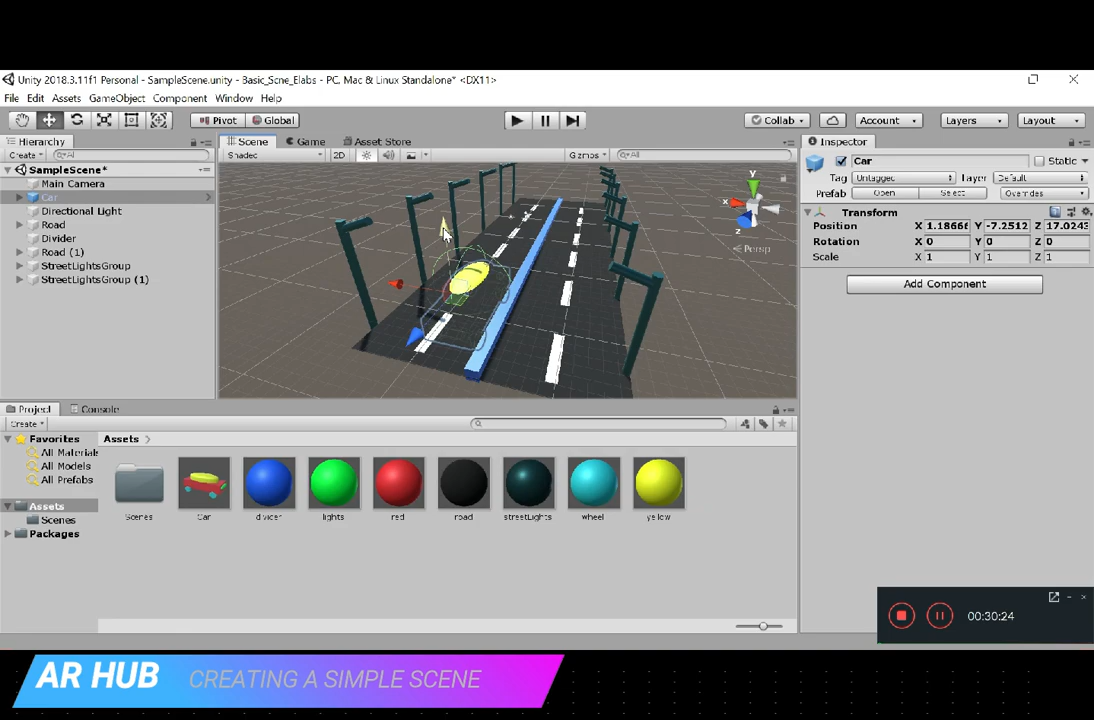 Unity 2018.3.11f1 Personal - SampleScene.unity - Basic_Scne_Elabs - PC, Mac & Linux Standalone* <DX11>
File Edit Assets GameObject Component Window Help
Pivot Global Collab Account Layers Layout
Hierarchy Scene Game Asset Store Inspector
Create All Shaded 2D Gizmos All Car Static
SampleScene* Tag Untagged Layer Default
Main Camera Prefab Open Select Overrides
Car
Directional Light
Road
Divider
Road (1)
StreetLightsGroup
StreetLightsGroup (1)
y
x
z
Persp
Transform
Position X 1.1866 Y -7.2512 Z 17.0243
Rotation X 0 Y 0 Z 0
Scale X 1 Y 1 Z 1
Add Component
Project Console
Create
Favorites
All Materials
All Models
All Prefabs
Assets
Scenes
Packages
Assets
Scenes Car divider lights red road streetLights wheel yellow
00:30:24
AR HUB CREATING A SIMPLE SCENE